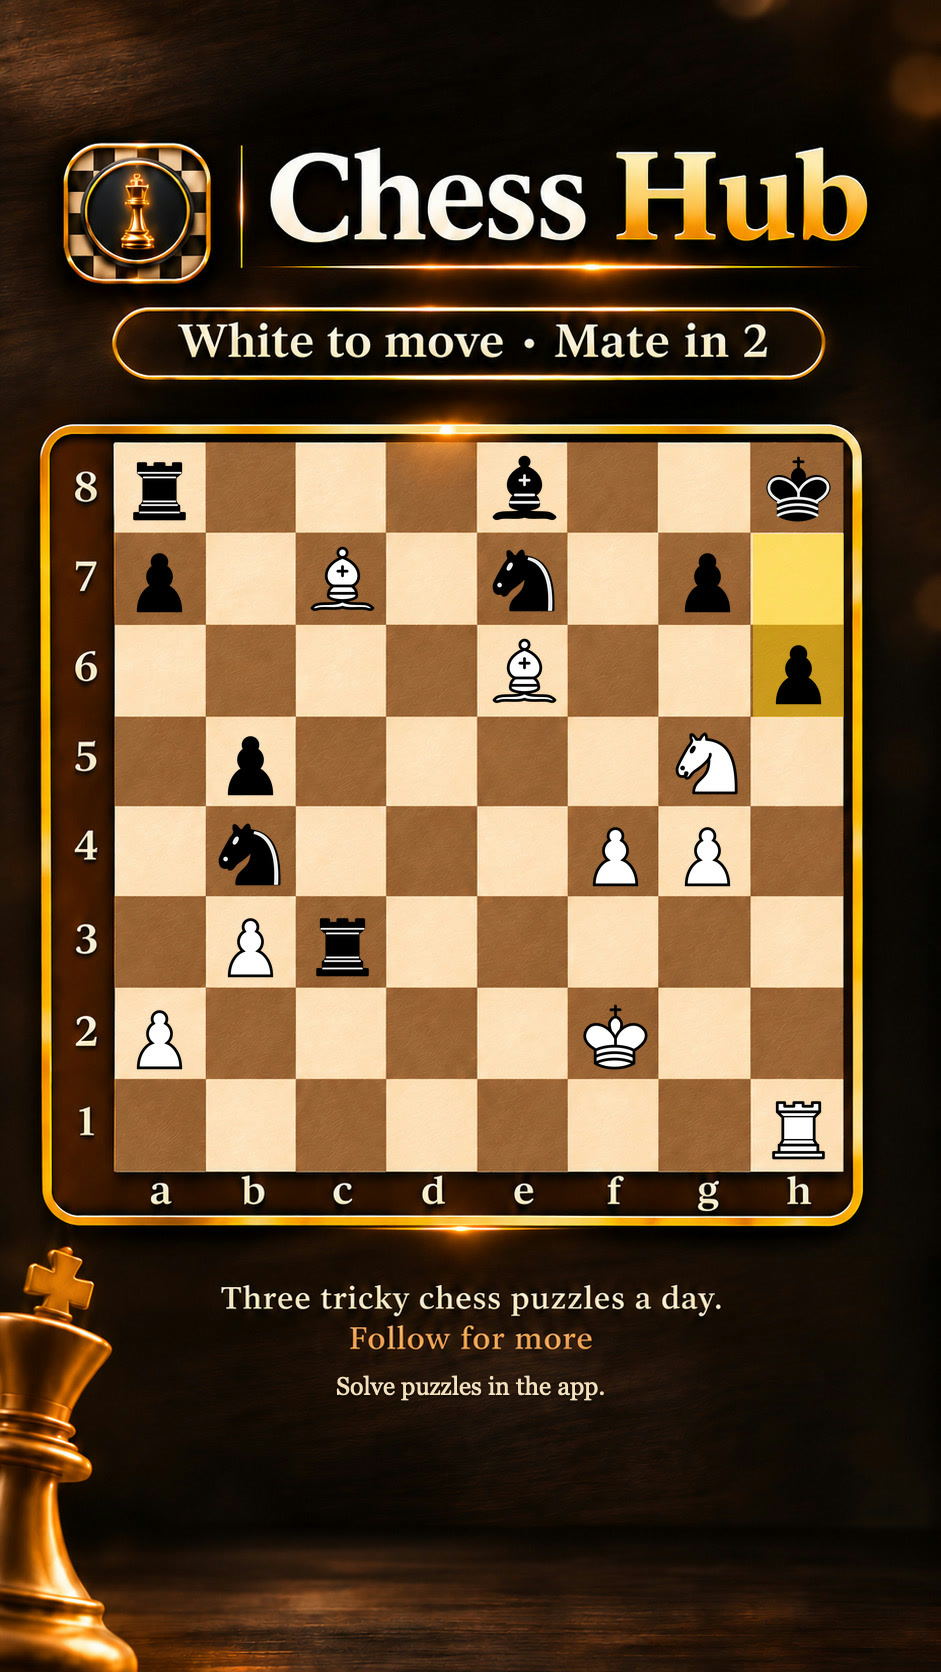 Chess Hub
White to move • Mate in 2
8
7
6
5
4
3
2
1
a b c d e f g h
Three tricky chess puzzles a day.
Follow for more
Solve puzzles in the app.